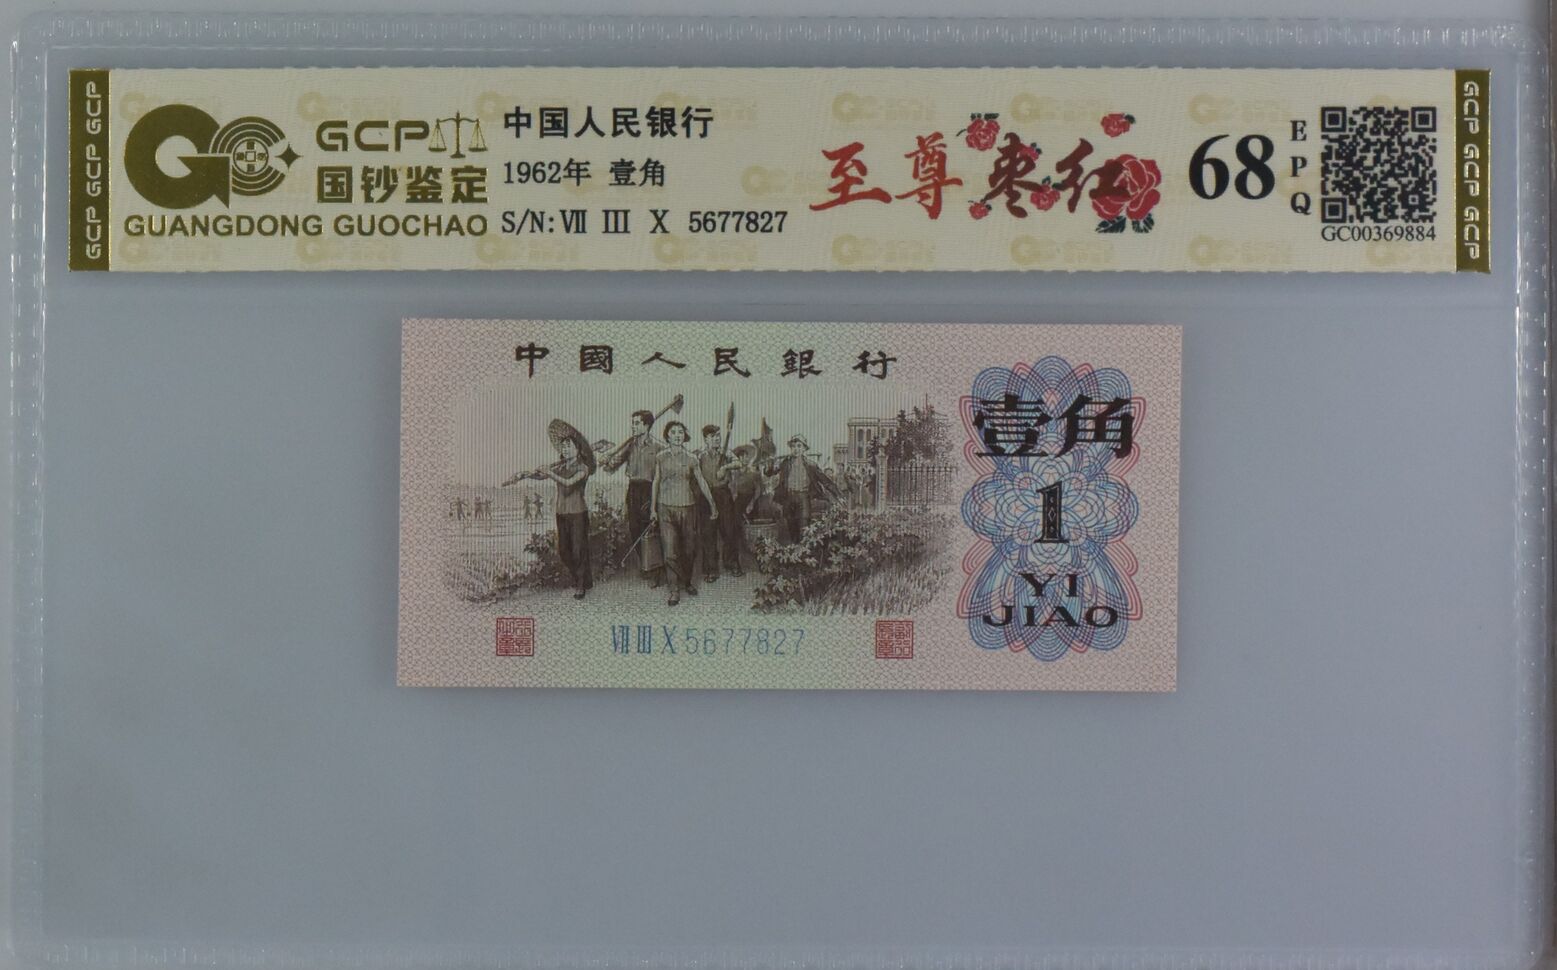 GCP GCP GCP
GCP
国钞鉴定
GUANGDONG GUOCHAO
中国人民银行
1962年 壹角
S/N: Ⅶ Ⅲ Ⅹ 5677827
至尊枣红
68
EPQ
GC00369884
GCP GCP GCP
中國人民銀行
壹角
1
YI
JIAO
Ⅶ Ⅲ Ⅹ 5677827